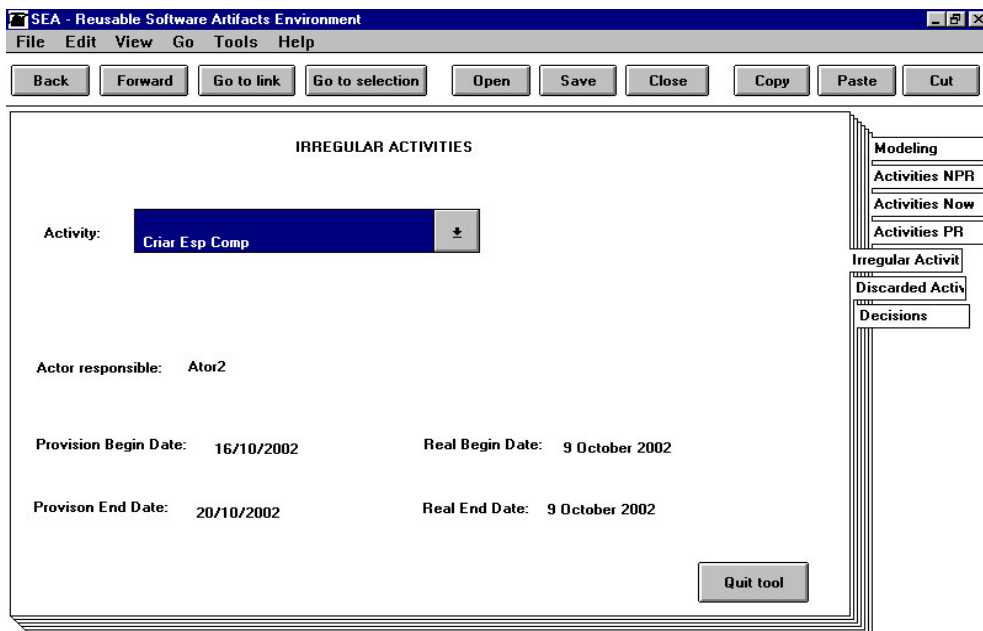 SEA - Reusable Software Artifacts Environment
File Edit View Go Tools Help
Back Forward Go to link Go to selection Open Save Close Copy Paste Cut
IRREGULAR ACTIVITIES
Modeling
Activities NPR
Activities Now
Activities PR
Irregular Activit
Discarded Activ
Decisions
Activity: Criar Esp Comp
Actor responsible: Ator2
Provision Begin Date: 16/10/2002 Real Begin Date: 9 October 2002
Provison End Date: 20/10/2002 Real End Date: 9 October 2002
Quit tool